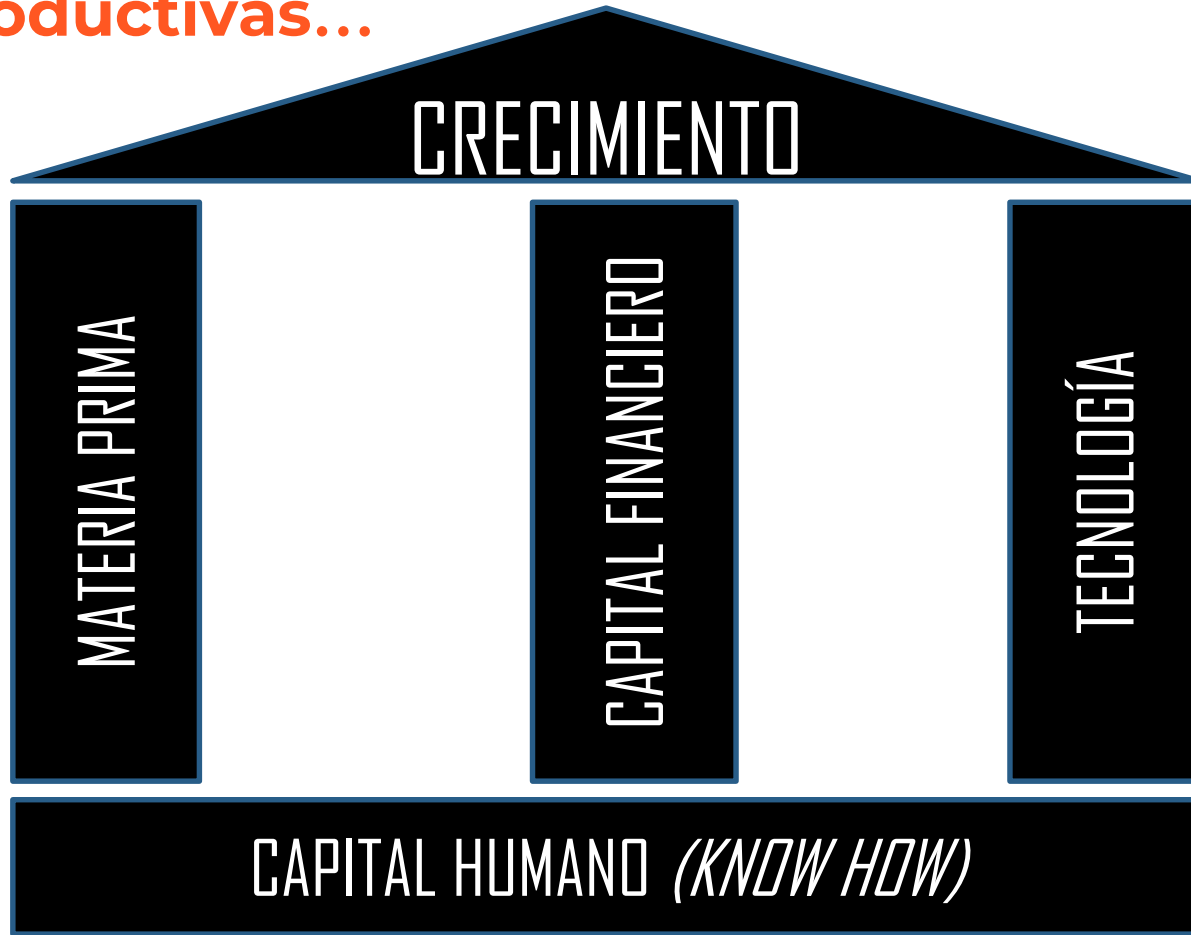 oductivas...
CRECIMIENTO
MATERIA PRIMA
CAPITAL FINANCIERO
TECNOLOGÍA
CAPITAL HUMANO (KNOW HOW)